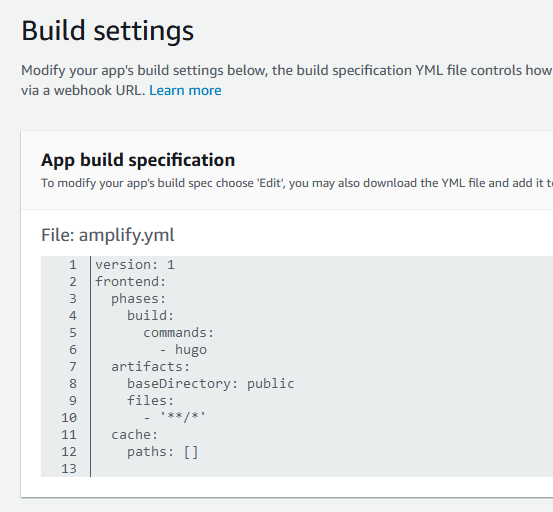 Build settings
Modify your app's build settings below, the build specification YML file controls how
via a webhook URL. Learn more
App build specification
To modify your app's build spec choose 'Edit', you may also download the YML file and add it to
File: amplify.yml
1 version: 1
2 frontend:
3   phases:
4     build:
5       commands:
6         - hugo
7   artifacts:
8     baseDirectory: public
9     files:
10       - '**/*'
11   cache:
12     paths: []
13